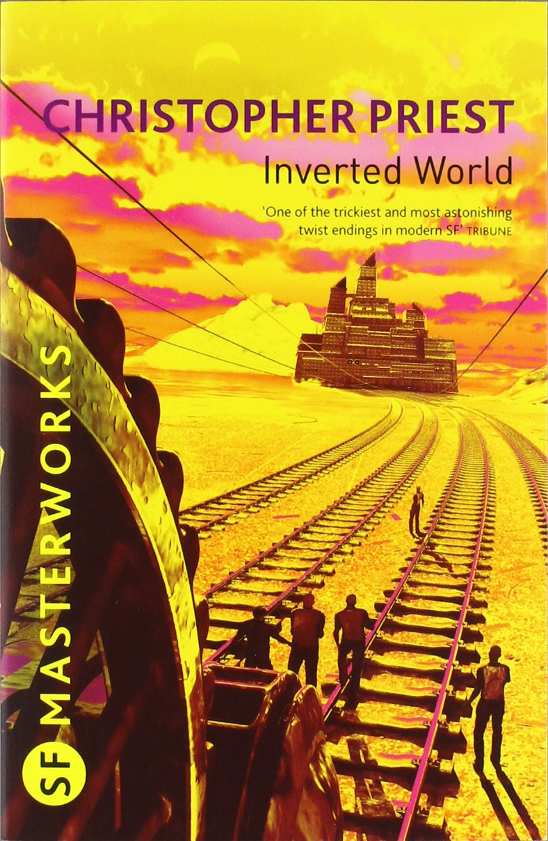 CHRISTOPHER PRIEST
Inverted World
'One of the trickiest and most astonishing
twist endings in modern SF' TRIBUNE
SF MASTERWORKS